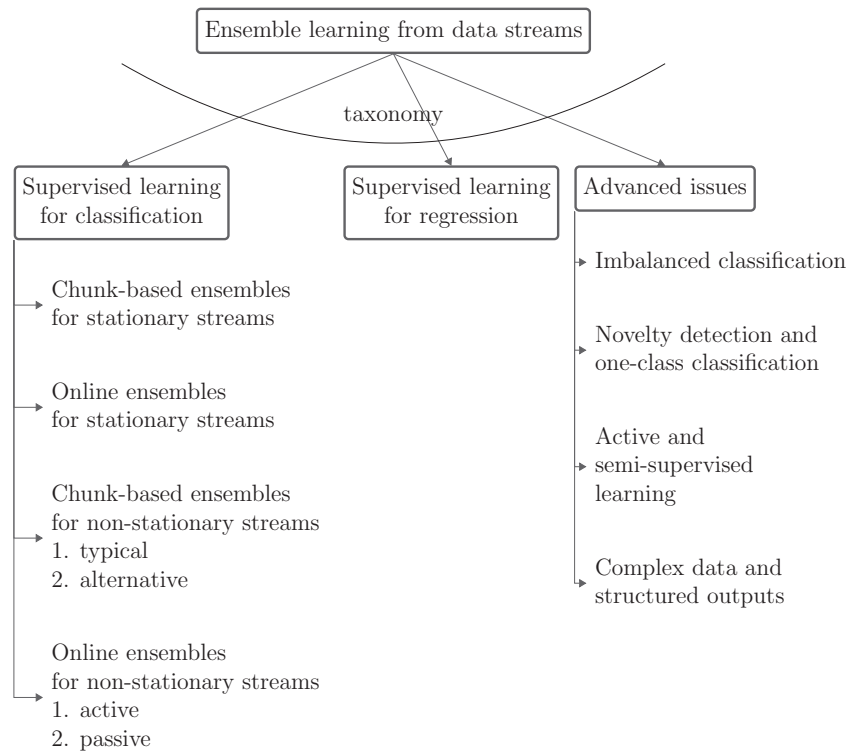 Ensemble learning from data streams
taxonomy
Supervised learning
for classification
Supervised learning
for regression
Advanced issues
Chunk-based ensembles
for stationary streams
Online ensembles
for stationary streams
Chunk-based ensembles
for non-stationary streams
1. typical
2. alternative
Online ensembles
for non-stationary streams
1. active
2. passive
Imbalanced classification
Novelty detection and
one-class classification
Active and
semi-supervised
learning
Complex data and
structured outputs